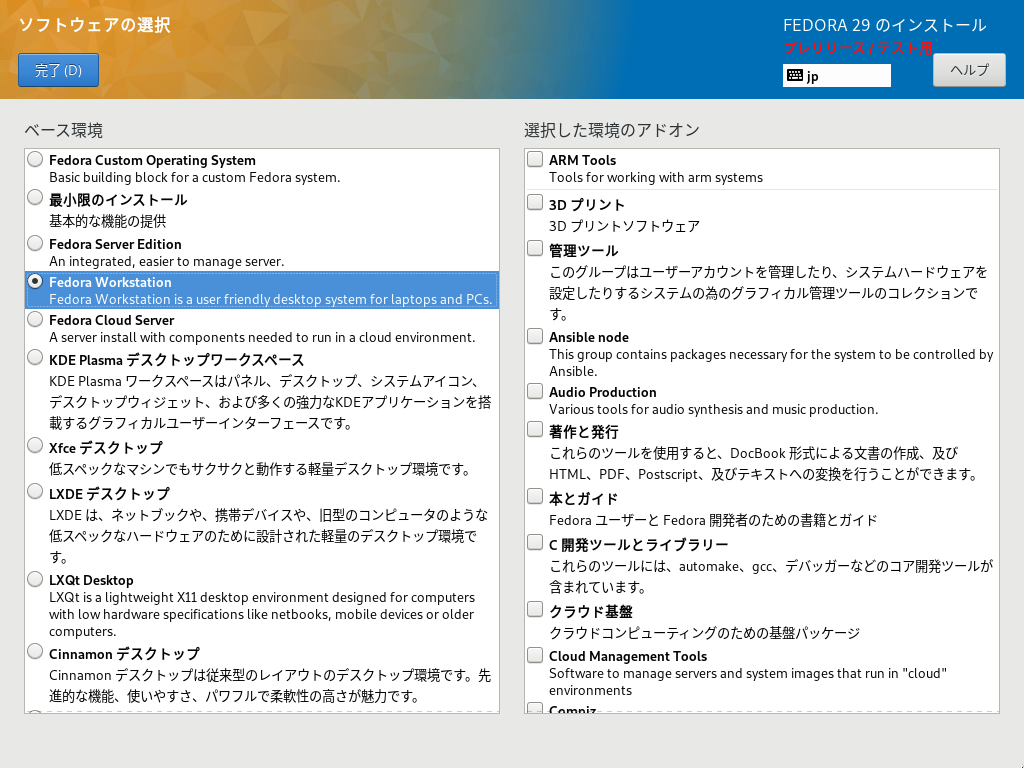 ソフトウェアの選択
FEDORA 29 のインストール
プレリリース / テスト用
完了 (D)
jp
ヘルプ
ベース環境
Fedora Custom Operating System
Basic building block for a custom Fedora system.
最小限のインストール
基本的な機能の提供
Fedora Server Edition
An integrated, easier to manage server.
Fedora Workstation
Fedora Workstation is a user friendly desktop system for laptops and PCs.
Fedora Cloud Server
A server install with components needed to run in a cloud environment.
KDE Plasma デスクトップワークスペース
KDE Plasma ワークスペースはパネル、デスクトップ、システムアイコン、
デスクトップウィジェット、および多くの強力なKDEアプリケーションを搭
載するグラフィカルユーザーインターフェースです。
Xfce デスクトップ
低スペックなマシンでもサクサクと動作する軽量デスクトップ環境です。
LXDE デスクトップ
LXDE は、ネットブックや、携帯デバイスや、旧型のコンピュータのような
低スペックなハードウェアのために設計された軽量のデスクトップ環境で
す。
LXQt Desktop
LXQt is a lightweight X11 desktop environment designed for computers
with low hardware specifications like netbooks, mobile devices or older
computers.
Cinnamon デスクトップ
Cinnamon デスクトップは従来型のレイアウトのデスクトップ環境です。先
進的な機能、使いやすさ、パワフルで柔軟性の高さが魅力です。
選択した環境のアドオン
ARM Tools
Tools for working with arm systems
3D プリント
3D プリントソフトウェア
管理ツール
このグループはユーザーアカウントを管理したり、システムハードウェアを
設定したりするシステムの為のグラフィカル管理ツールのコレクションで
す。
Ansible node
This group contains packages necessary for the system to be controlled by
Ansible.
Audio Production
Various tools for audio synthesis and music production.
著作と発行
これらのツールを使用すると、DocBook 形式による文書の作成、及び
HTML、PDF、Postscript、及びテキストへの変換を行うことができます。
本とガイド
Fedora ユーザーと Fedora 開発者のための書籍とガイド
C 開発ツールとライブラリー
これらのツールには、automake、gcc、デバッガーなどのコア開発ツールが
含まれています。
クラウド基盤
クラウドコンピューティングのための基盤パッケージ
Cloud Management Tools
Software to manage servers and system images that run in "cloud"
environments
Compiz